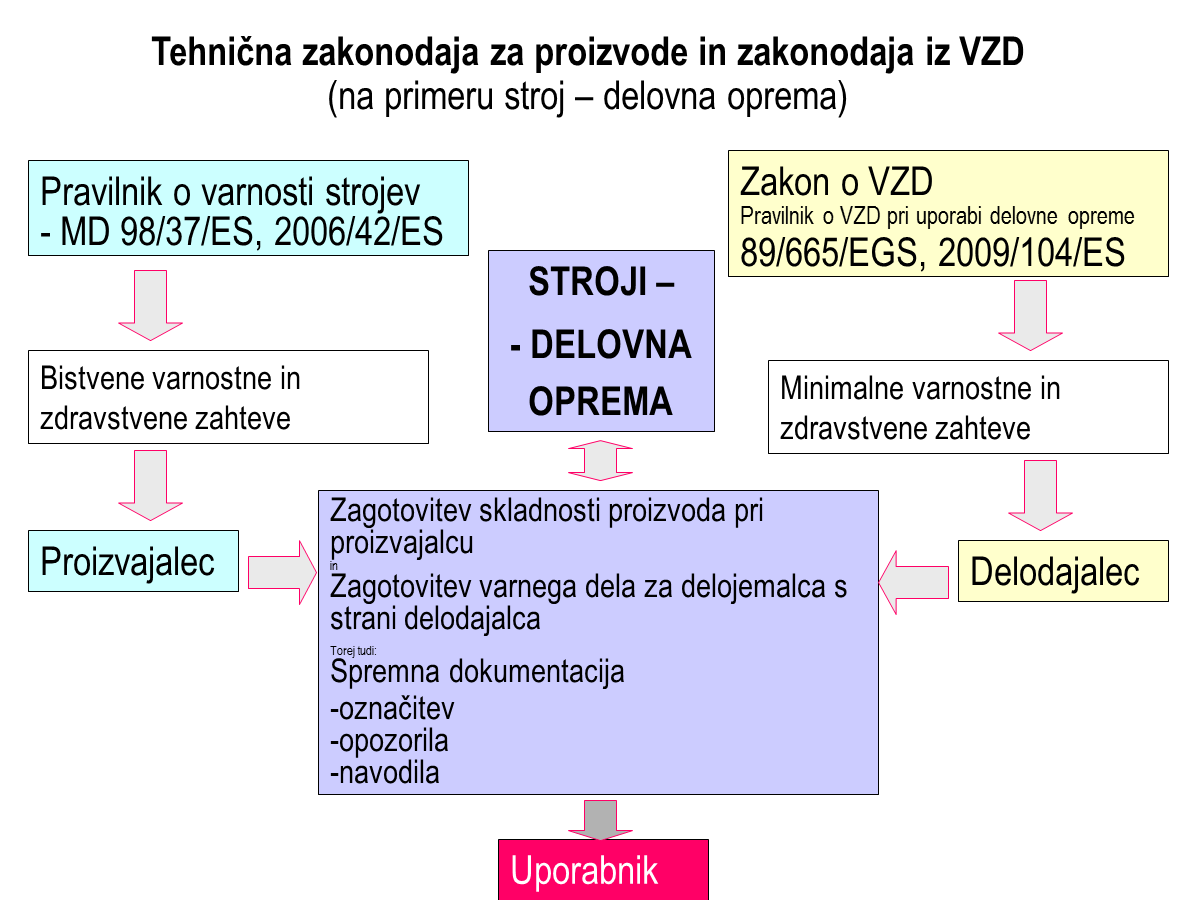 Tehnična zakonodaja za proizvode in zakonodaja iz VZD
(na primeru stroj – delovna oprema)
Pravilnik o varnosti strojev
- MD 98/37/ES, 2006/42/ES
Zakon o VZD
Pravilnik o VZD pri uporabi delovne opreme
89/665/EGS, 2009/104/ES
STROJI –
- DELOVNA
OPREMA
Bistvene varnostne in
zdravstvene zahteve
Minimalne varnostne in
zdravstvene zahteve
Proizvajalec
Zagotovitev skladnosti proizvoda pri
proizvajalcu
in
Zagotovitev varnega dela za delojemalca s
strani delodajalca
Torej tudi:
Spremna dokumentacija
-označitev
-opozorila
-navodila
Delodajalec
Uporabnik